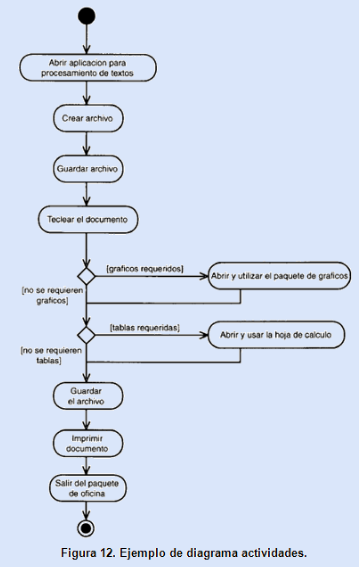 Abrir aplicacion para
procesamiento de textos
Crear archivo
Guardar archivo
Teclear el documento
[graficos requeridos]
Abrir y utilizar el paquete de graficos
[no se requieren
graficos]
[tablas requeridas]
Abrir y usar la hoja de calculo
[no se requieren
tablas]
Guardar
el archivo
Imprimir
documento
Salir del paquete
de oficina
Figura 12. Ejemplo de diagrama actividades.